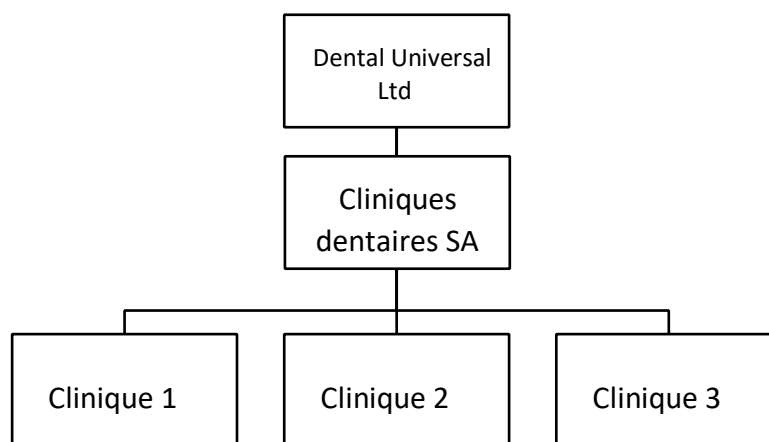 Dental Universal
Ltd
Cliniques
dentaires SA
Clinique 1
Clinique 2
Clinique 3